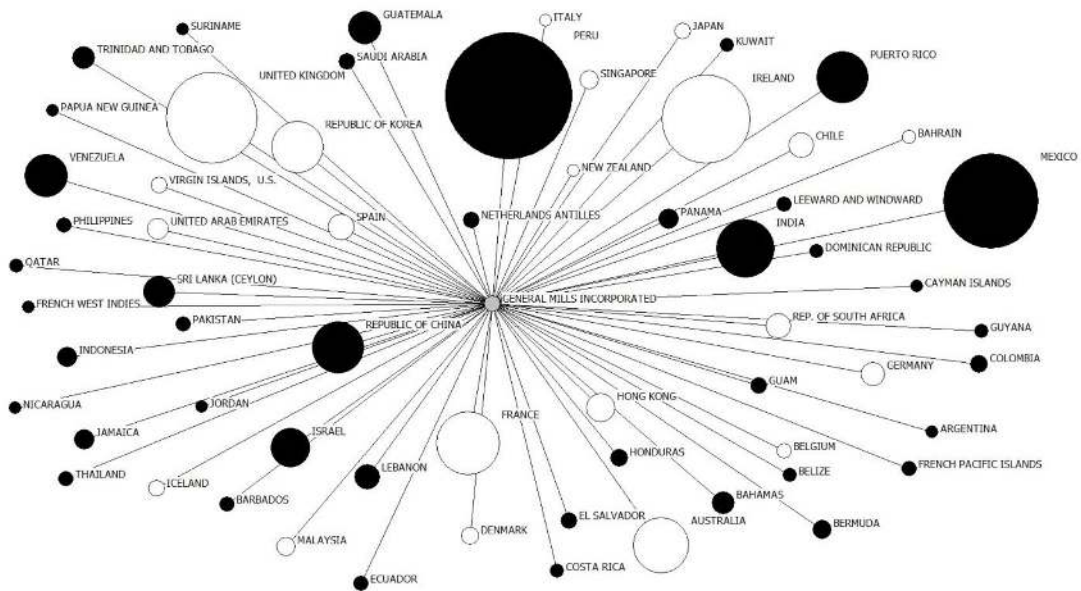 SURINAME
GUATEMALA
ITALY
JAPAN
PERU
KUWAIT
TRINIDAD AND TOBAGO
SAUDI ARABIA
PUERTO RICO
UNITED KINGDOM
SINGAPORE
IRELAND
PAPUA NEW GUINEA
REPUBLIC OF KOREA
CHILE
BAHRAIN
VENEZUELA
MEXICO
NEW ZEALAND
VIRGIN ISLANDS, U.S.
LEEWARD AND WINDWARD
PHILIPPINES
UNITED ARAB EMIRATES
SPAIN
NETHERLANDS ANTILLES
PANAMA
INDIA
DOMINICAN REPUBLIC
QATAR
SRI LANKA (CEYLON)
CAYMAN ISLANDS
FRENCH WEST INDIES
GENERAL MILLS INCORPORATED
PAKISTAN
REPUBLIC OF CHINA
REP. OF SOUTH AFRICA
GUYANA
INDONESIA
COLOMBIA
GERMANY
GUAM
NICARAGUA
JORDAN
HONG KONG
FRANCE
JAMAICA
ISRAEL
ARGENTINA
BELGIUM
HONDURAS
THAILAND
LEBANON
FRENCH PACIFIC ISLANDS
ICELAND
BELIZE
BARBADOS
BAHAMAS
EL SALVADOR
AUSTRALIA
BERMUDA
MALAYSIA
DENMARK
COSTA RICA
ECUADOR